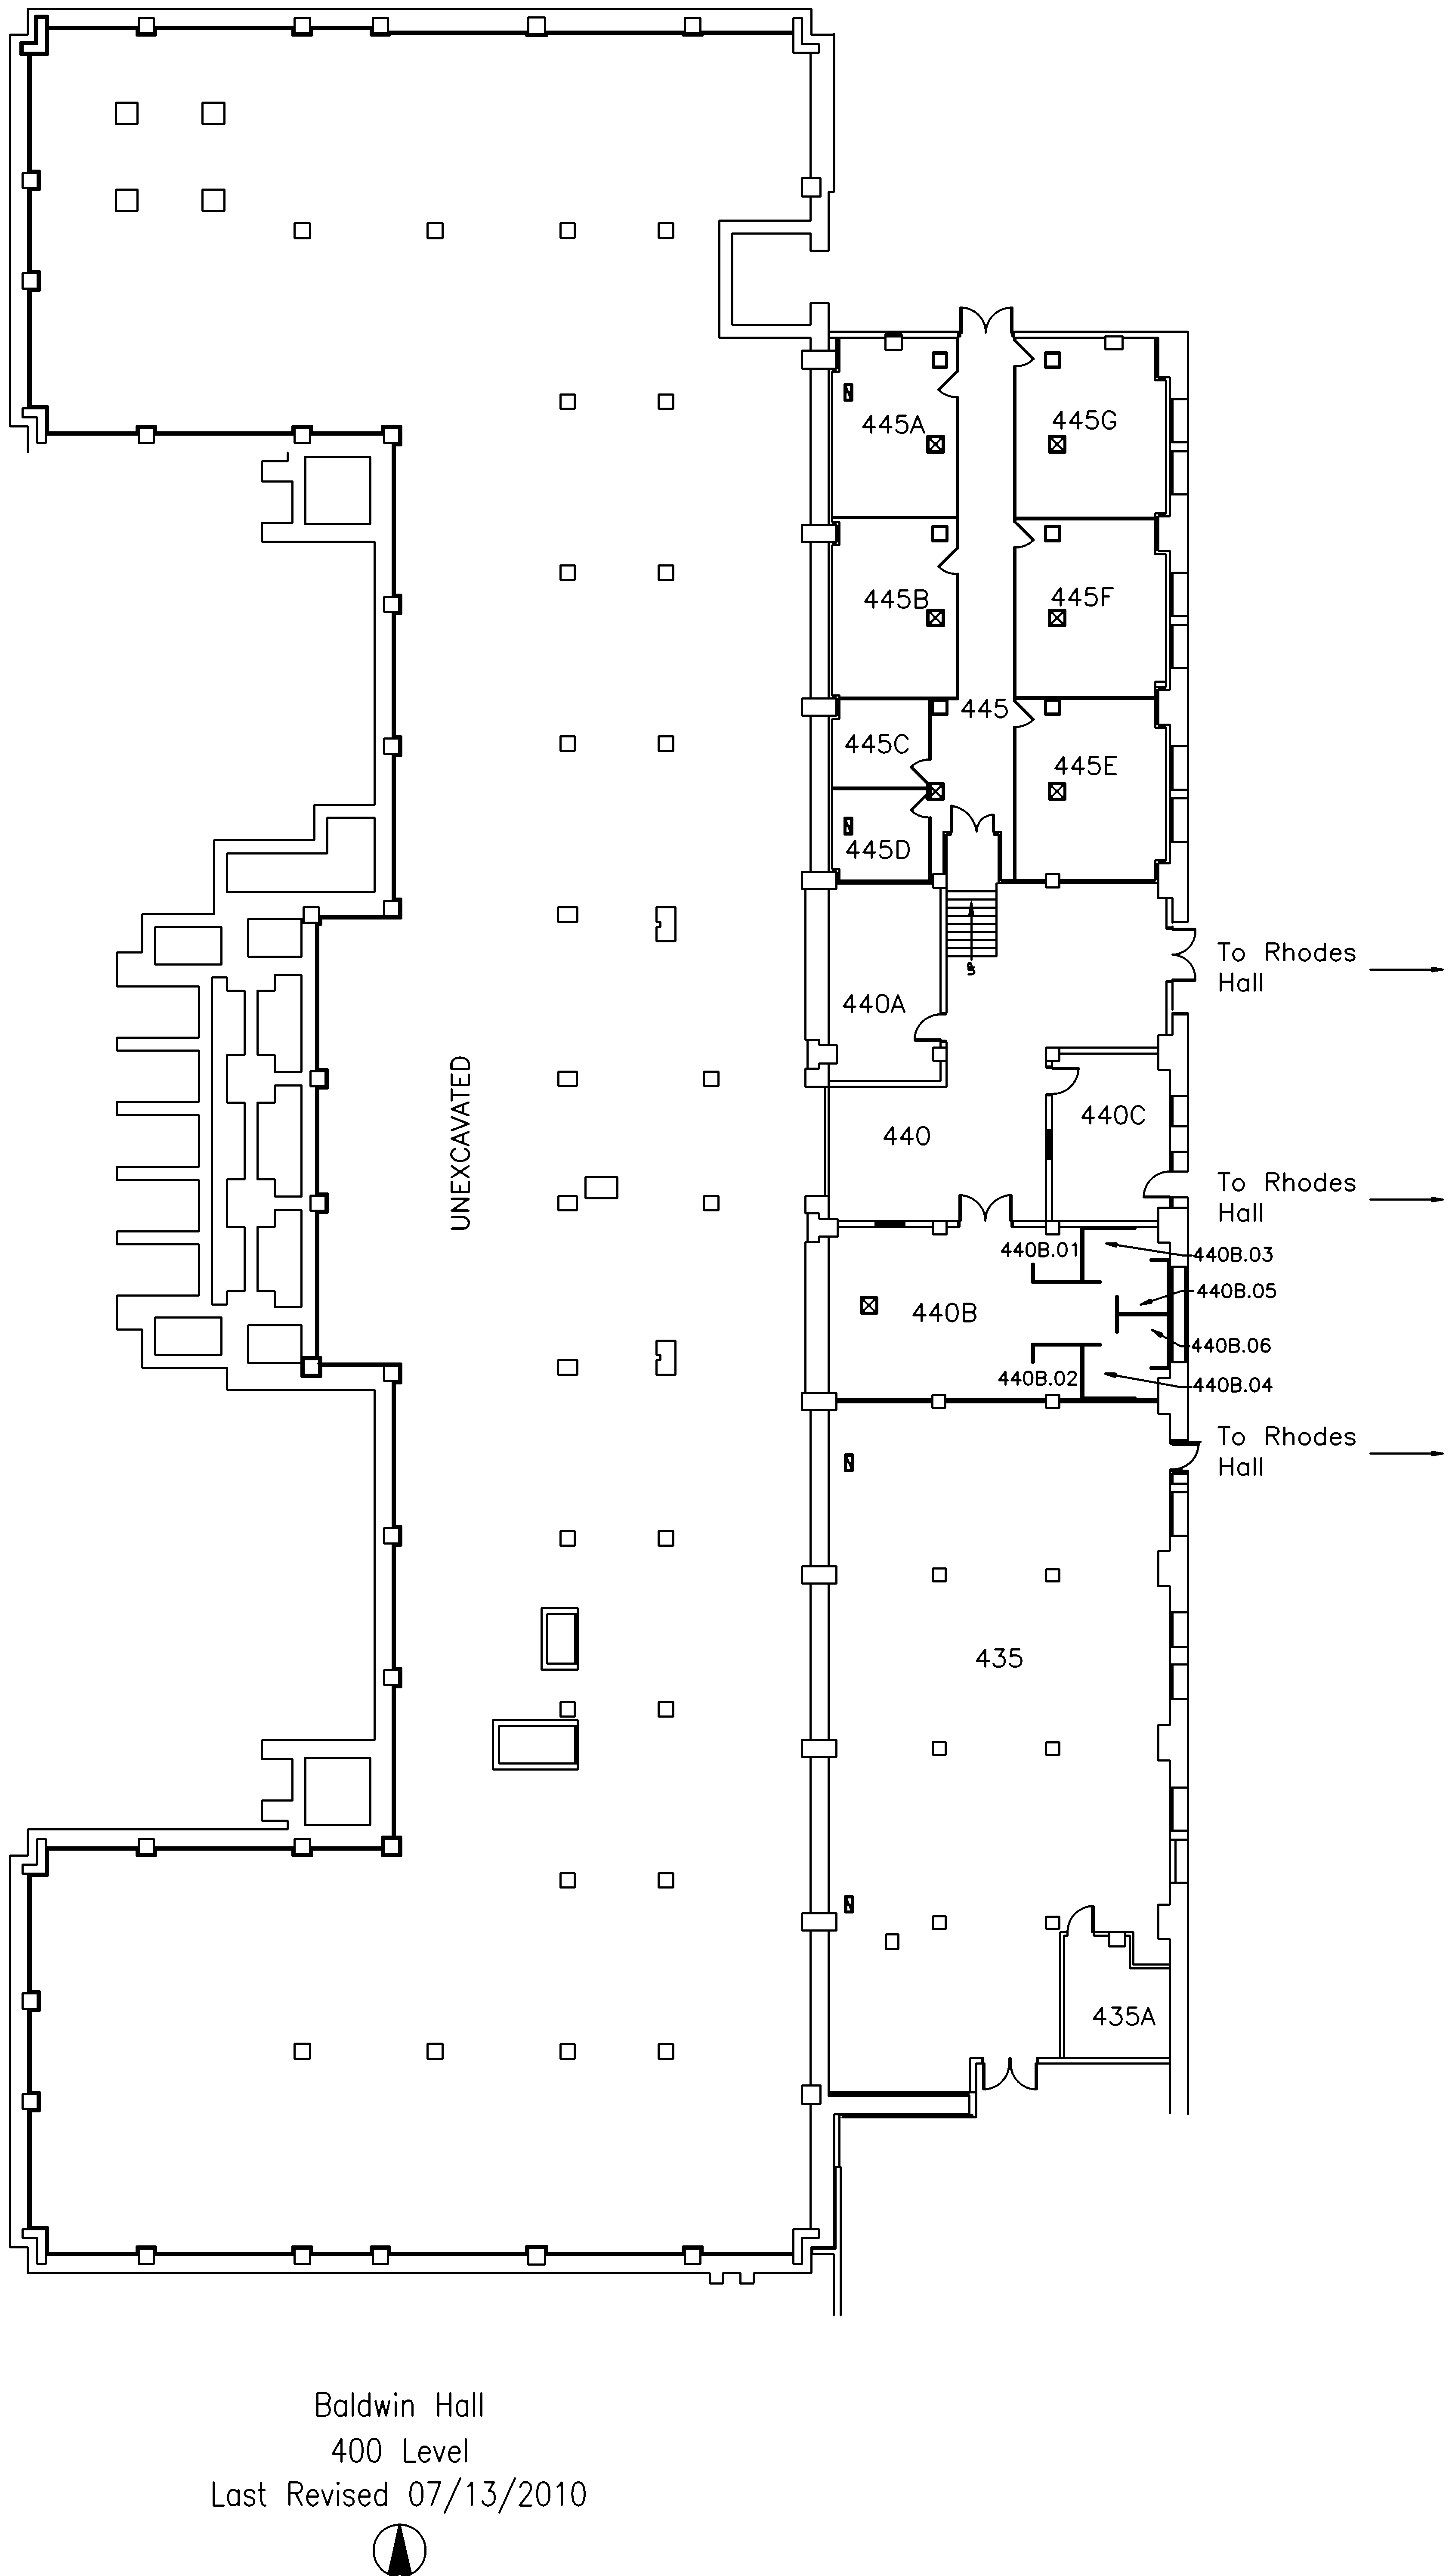 445A
445G
445B
445F
445
445C
445E
445D
UP
To Rhodes
Hall
440A
UNEXCAVATED
440C
440
To Rhodes
Hall
440B.01
440B.03
440B.05
440B
440B.06
440B.02
440B.04
To Rhodes
Hall
435
435A
Baldwin Hall
400 Level
Last Revised 07/13/2010